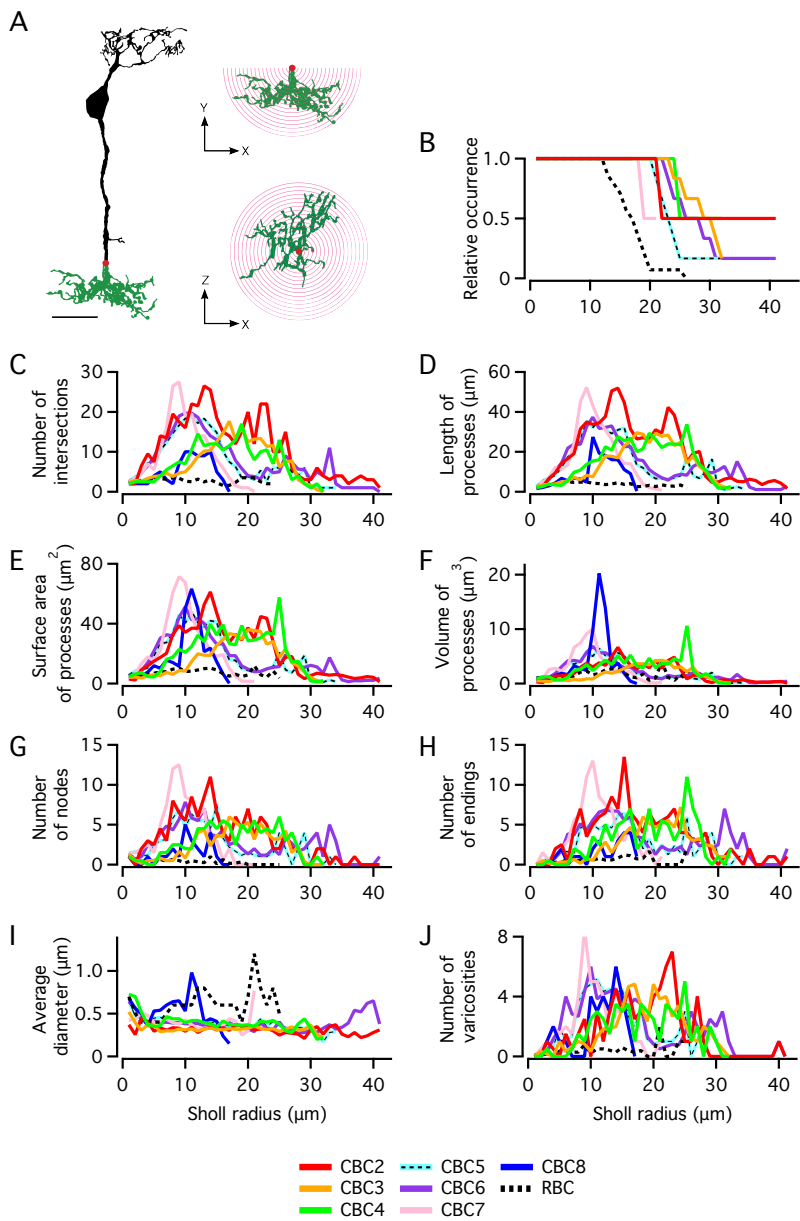 A
Y
X
Z
X
B
Relative occurrence
1.0
0.5
0
0 10 20 30 40
C
Number of
intersections
30
20
10
0
0 10 20 30 40
D
Length of
processes (µm)
60
40
20
0
0 10 20 30 40
E
Surface area
of processes (µm²)
80
40
0
0 10 20 30 40
F
Volume of
processes (µm³)
20
10
0
0 10 20 30 40
G
Number
of nodes
15
10
5
0
0 10 20 30 40
H
Number
of endings
15
10
5
0
0 10 20 30 40
I
Average
diameter (µm)
1.0
0.5
0
0 10 20 30 40
Sholl radius (µm)
J
Number of
varicosities
8
4
0
0 10 20 30 40
Sholl radius (µm)
CBC2 CBC5 CBC8
CBC3 CBC6 RBC
CBC4 CBC7